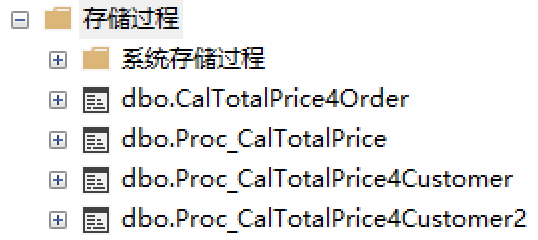 存储过程
系统存储过程
dbo.CalTotalPrice4Order
dbo.Proc_CalTotalPrice
dbo.Proc_CalTotalPrice4Customer
dbo.Proc_CalTotalPrice4Customer2